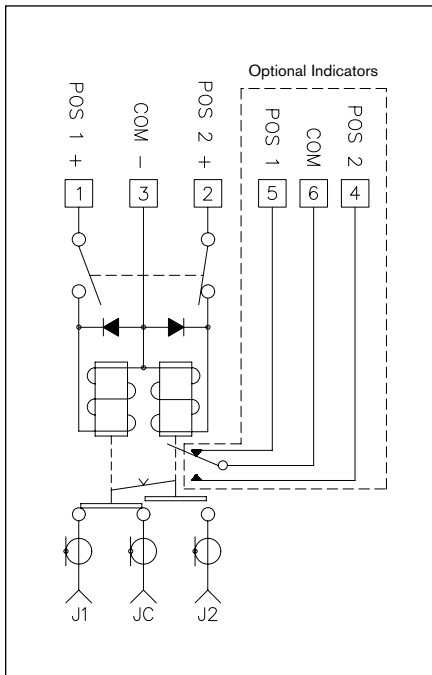 Optional Indicators
POS 1 +
COM -
POS 2 +
POS 1
COM
POS 2
1
3
2
5
6
4
J1
JC
J2